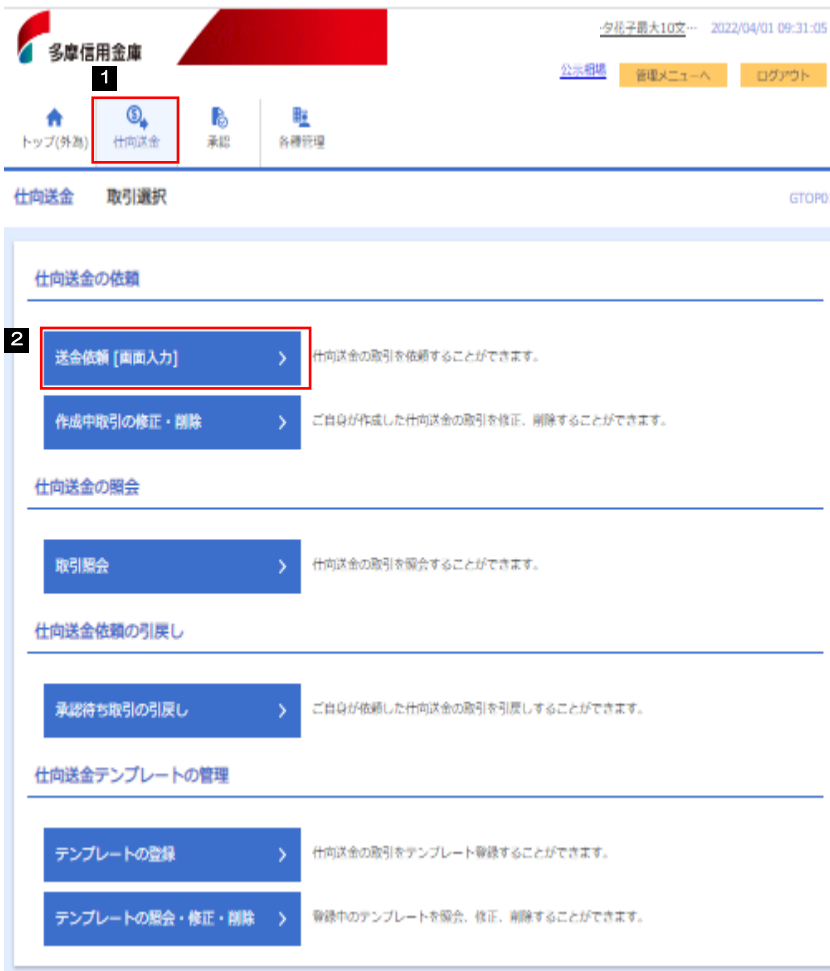 多摩信用金庫
·夕花子最大10文… 2022/04/01 09:31:05
公示相場 管理メニューへ ログアウト
1
トップ(外為) 仕向送金 承認 各種管理
仕向送金 取引選択 GTOP0
仕向送金の依頼
2
送金依頼 [画面入力] 仕向送金の取引を依頼することができます。
作成中取引の修正・削除 ご自身が作成した仕向送金の取引を修正、削除することができます。
仕向送金の照会
取引照会 仕向送金の取引を照会することができます。
仕向送金依頼の引戻し
承認待ち取引の引戻し ご自身が依頼した仕向送金の取引を引戻しすることができます。
仕向送金テンプレートの管理
テンプレートの登録 仕向送金の取引をテンプレート登録することができます。
テンプレートの照会・修正・削除 登録中のテンプレートを照会、修正、削除することができます。